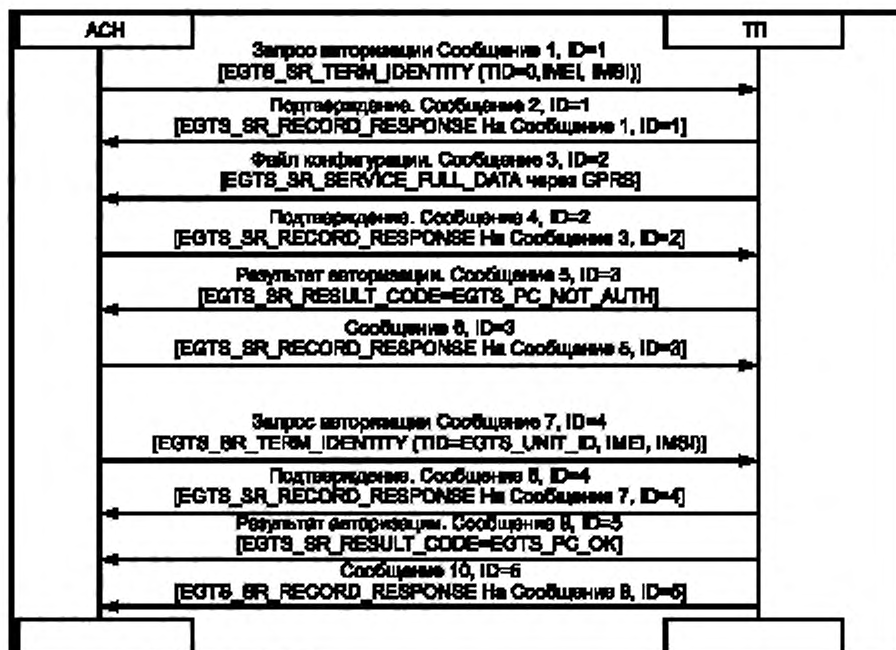 АСН
ТП
Запрос авторизации Сообщение 1, ID=1
[EGTS_SR_TERM_IDENTITY (TID=0,IMEI, IMSI)]
Подтверждение. Сообщение 2, ID=1
[EGTS_SR_RECORD_RESPONSE На Сообщение 1, ID=1]
Файл конфигурации. Сообщение 3, ID=2
[EGTS_SR_SERVICE_FULL_DATA через GPRS]
Подтверждение. Сообщение 4, ID=2
[EGTS_SR_RECORD_RESPONSE На Сообщение 3, ID=2]
Результат авторизации. Сообщение 5, ID=3
[EGTS_SR_RESULT_CODE=EGTS_PC_NOT_AUTH]
Сообщение 6, ID=3
[EGTS_SR_RECORD_RESPONSE На Сообщение 5, ID=3]
Запрос авторизации Сообщение 7, ID=4
[EGTS_SR_TERM_IDENTITY (TID=EGTS_UNIT_ID, IMEI, IMSI)]
Подтверждение. Сообщение 8, ID=4
[EGTS_SR_RECORD_RESPONSE На Сообщение 7, ID=4]
Результат авторизации. Сообщение 9, ID=5
[EGTS_SR_RESULT_CODE=EGTS_PC_OK]
Сообщение 10, ID=5
[EGTS_SR_RECORD_RESPONSE На Сообщение 9, ID=5]